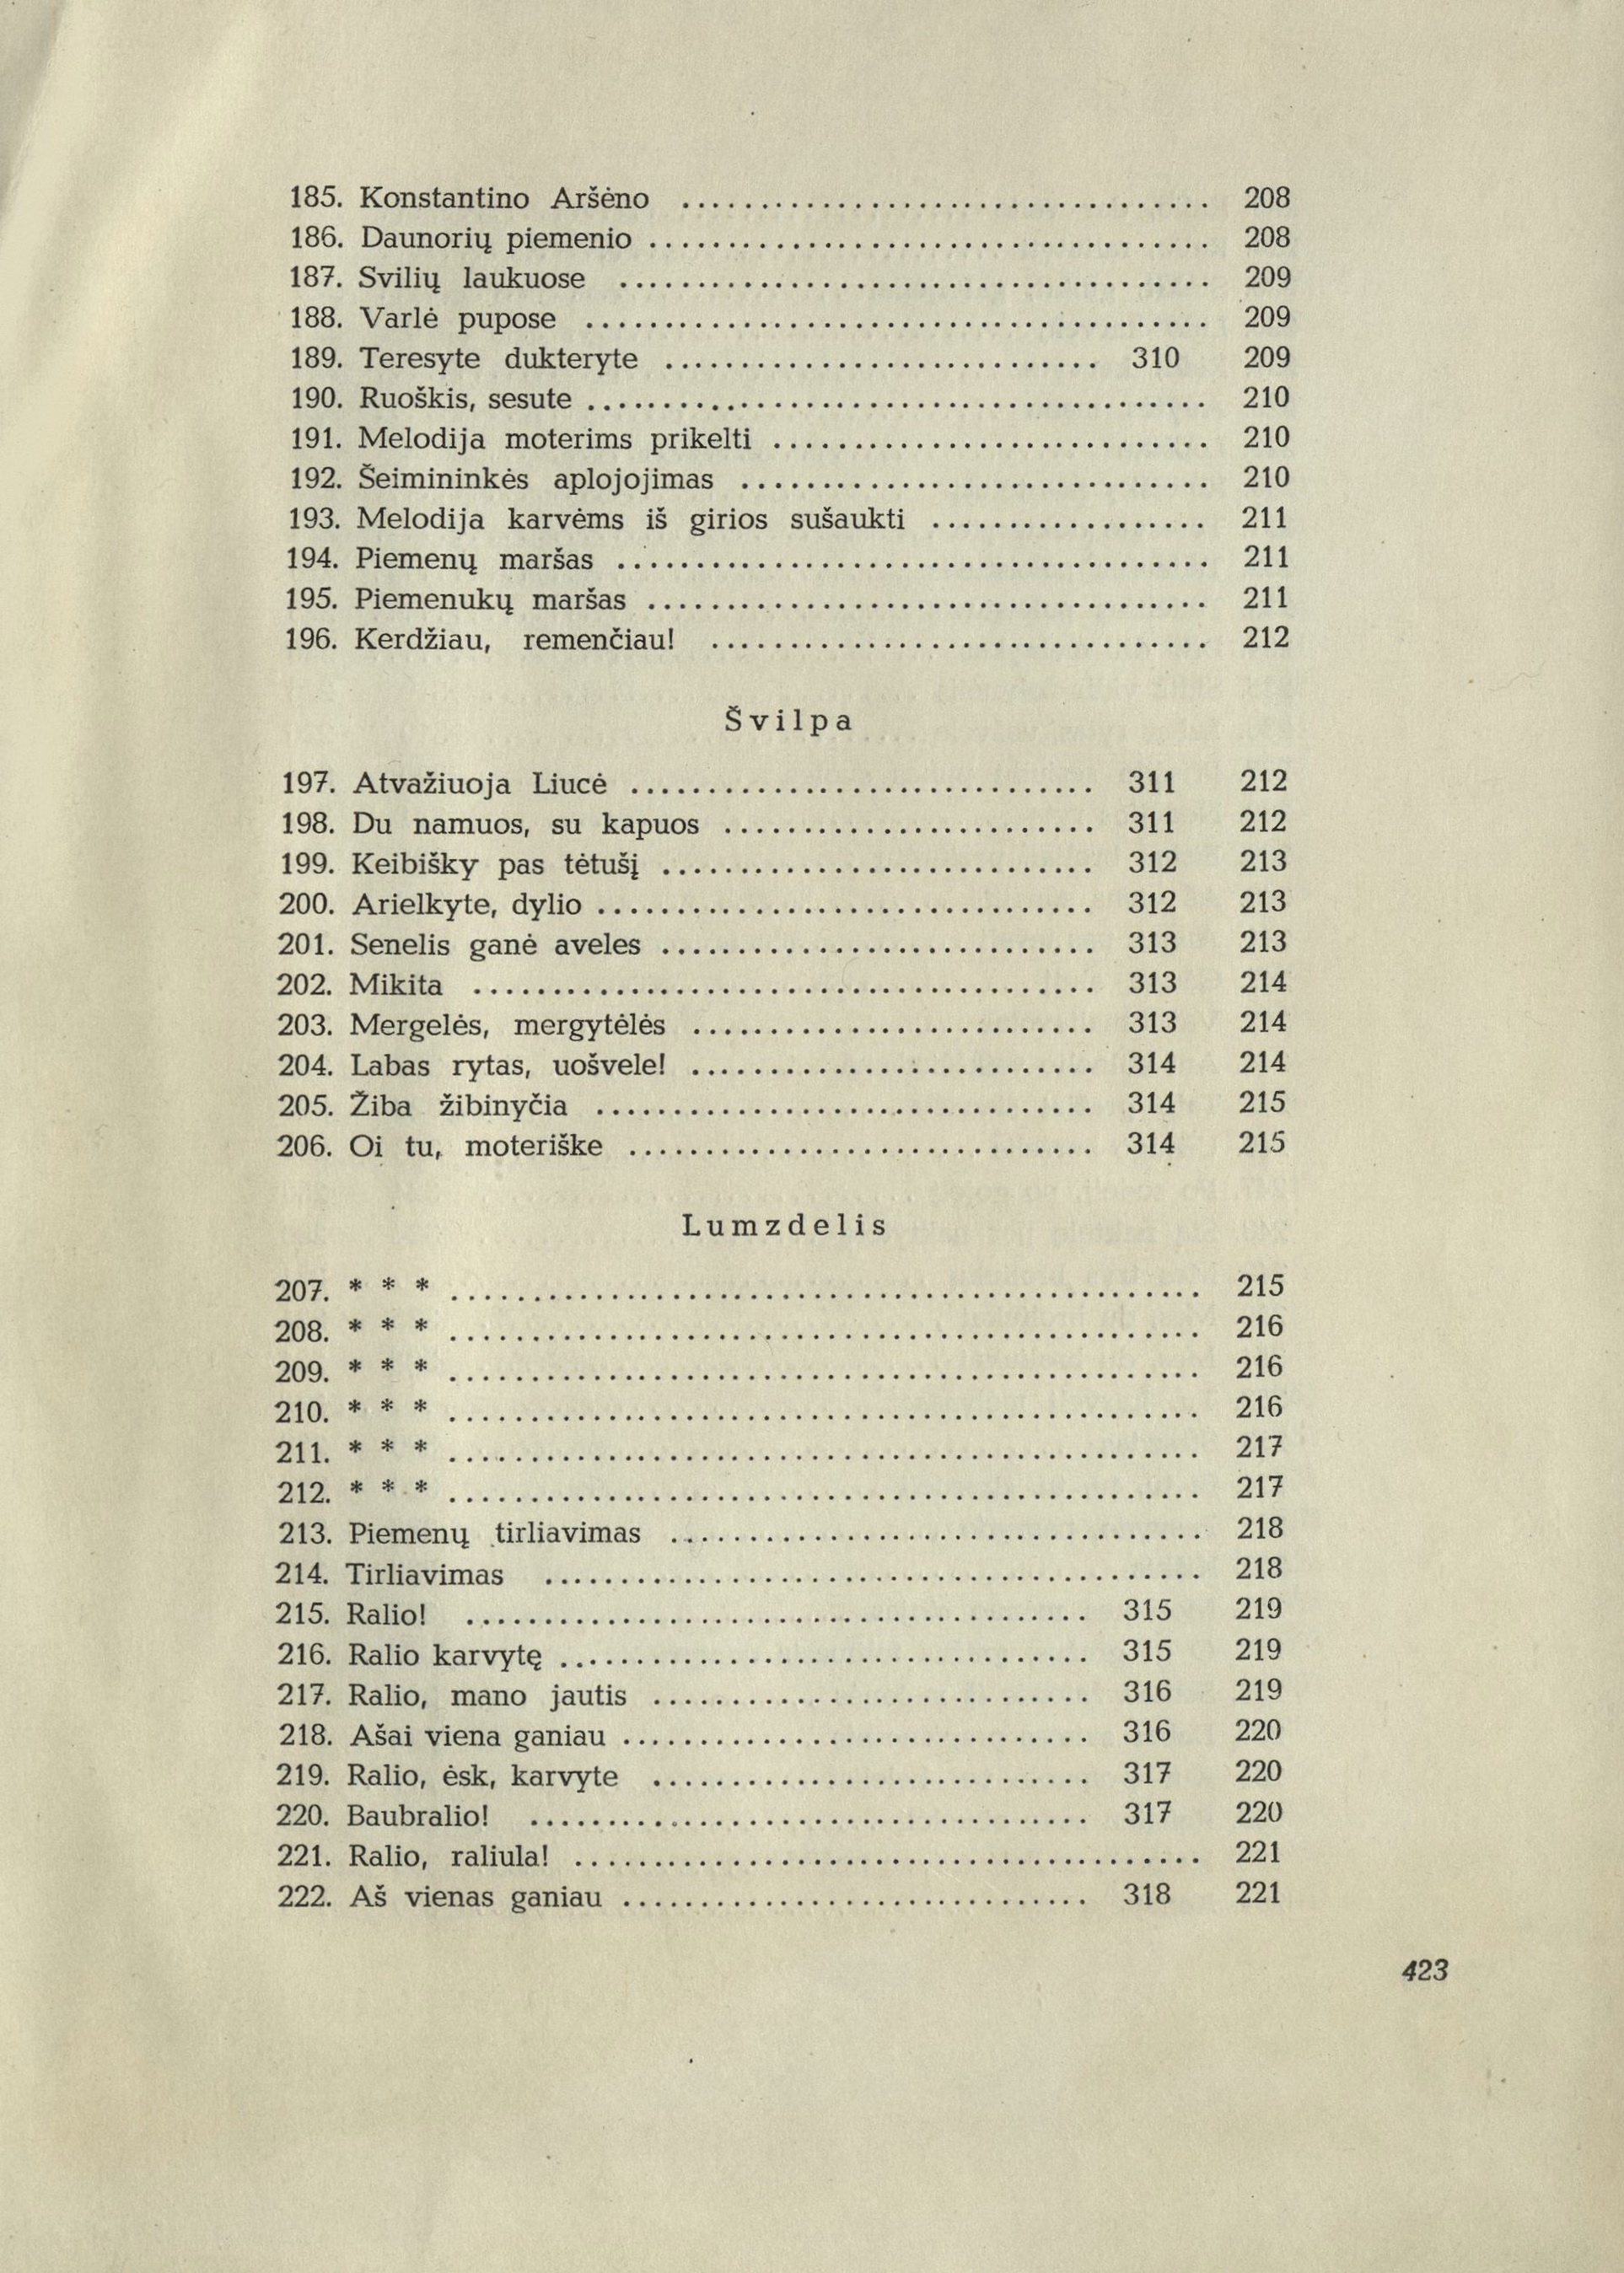 185. Konstantino Aršėno .................................. 208
186. Daunorių piemenio .................................... 208
187. Svilių laukuose ...................................... 209
188. Varlė pupose ........................................ 209
189. Teresyte dukteryte ............................ 310 209
190. Ruoškis, sesute ........................................ 210
191. Melodija moterims prikelti ............................ 210
192. Šeimininkės aplojojimas .............................. 210
193. Melodija karvėms iš girios sušaukti .................. 211
194. Piemenų maršas ...................................... 211
195. Piemenukų maršas .................................... 211
196. Kerdžiau, remenčiau! ................................ 212
Švilpa
197. Atvažiuoja Liucė .............................. 311 212
198. Du namuos, su kapuos ........................ 311 212
199. Keibišky pas tėtušį ............................ 312 213
200. Arielkyte, dylio ................................ 312 213
201. Senelis ganė aveles ............................ 313 213
202. Mikita ........................................ 313 214
203. Mergelės, mergytėlės .......................... 313 214
204. Labas rytas, uošvele! .......................... 314 214
205. Žiba žibinyčia ................................ 314 215
206. Oi tu, moteriške .............................. 314 215
Lumzdelis
207. * * * ................................................ 215
208. * * * ................................................ 216
209. * * * ................................................ 216
210. * * * ................................................ 216
211. * * * ................................................ 217
212. * * * ................................................ 217
213. Piemenų tirliavimas .................................. 218
214. Tirliavimas .......................................... 218
215. Ralio! ........................................ 315 219
216. Ralio karvytę .................................. 315 219
217. Ralio, mano jautis ............................ 316 219
218. Ašai viena ganiau .............................. 316 220
219. Ralio, ėsk, karvyte ............................ 317 220
220. Baubralio! .................................... 317 220
221. Ralio, raliula! ........................................ 221
222. Aš vienas ganiau .............................. 318 221
423